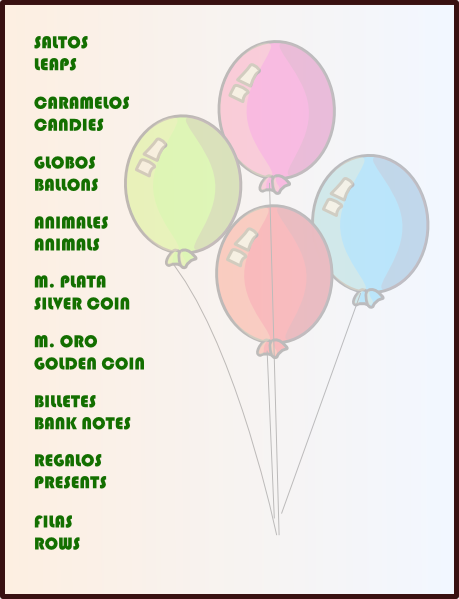 SALTOS
LEAPS
CARAMELOS
CANDIES
GLOBOS
BALLONS
ANIMALES
ANIMALS
M. PLATA
SILVER COIN
M. ORO
GOLDEN COIN
BILLETES
BANK NOTES
REGALOS
PRESENTS
FILAS
ROWS